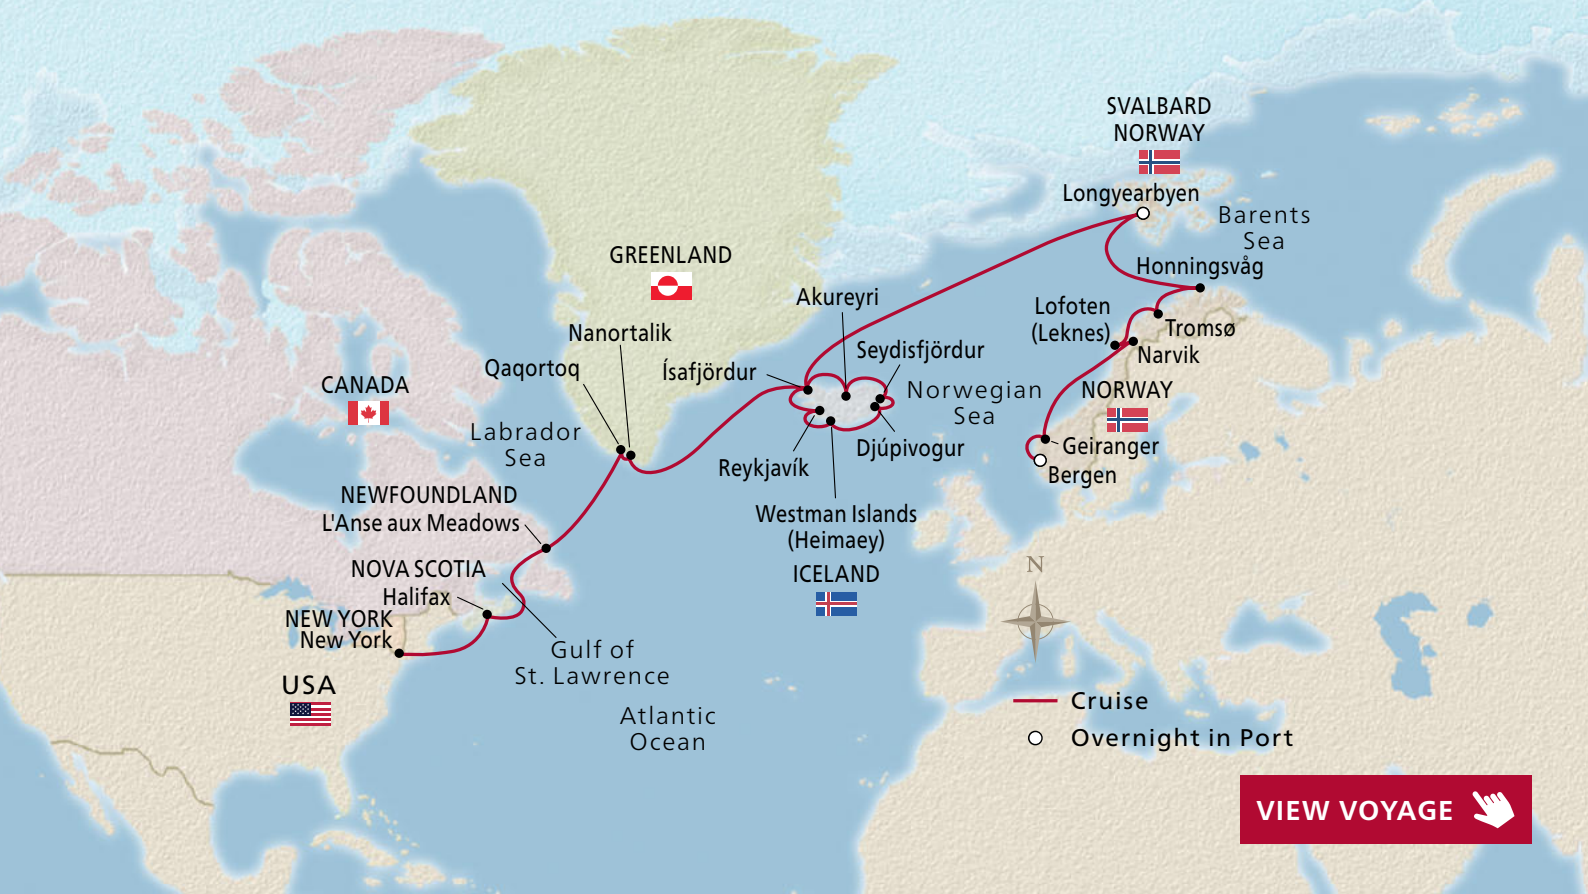 SVALBARD
NORWAY
Longyearbyen
Barents
Sea
GREENLAND
Honningsvåg
Akureyri
Lofoten
(Leknes)
Tromsø
Nanortalik
Seydisfjördur
Narvik
Qaqortoq
Ísafjördur
CANADA
Norwegian
Sea
NORWAY
Labrador
Sea
Reykjavík
Djúpivogur
Geiranger
Bergen
NEWFOUNDLAND
L'Anse aux Meadows
Westman Islands
(Heimaey)
NOVA SCOTIA
Halifax
ICELAND
N
NEW YORK
New York
Gulf of
St. Lawrence
USA
Atlantic
Ocean
Cruise
Overnight in Port
VIEW VOYAGE